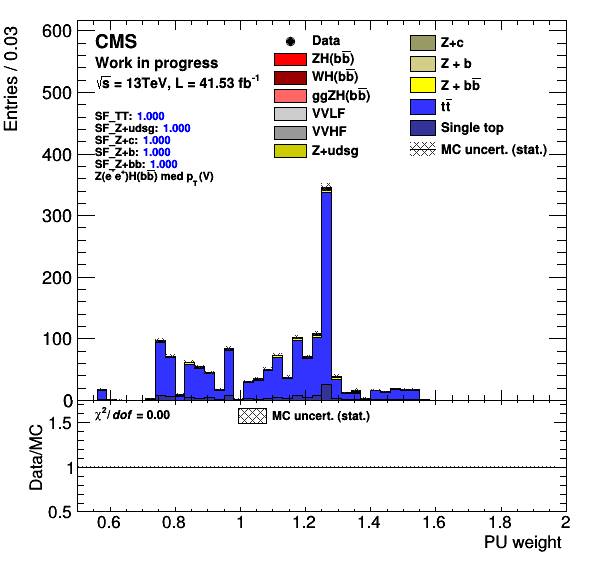 CMS
Work in progress
√s = 13TeV, L = 41.53 fb⁻¹
SF_TT: 1.000
SF_Z+udsg: 1.000
SF_Z+c: 1.000
SF_Z+b: 1.000
SF_Z+bb: 1.000
Z(e⁻e⁺)H(bb̅) med p_T(V)
Data
ZH(bb̅)
WH(bb̅)
ggZH(bb̅)
VVLF
VVHF
Z+udsg
Z+c
Z + b
Z + bb̅
tt̅
Single top
MC uncert. (stat.)
Entries / 0.03
600
500
400
300
200
100
0
χ²/dof = 0.00
MC uncert. (stat.)
Data/MC
1.5
1
0.5
0.6 0.8 1 1.2 1.4 1.6 1.8 2
PU weight